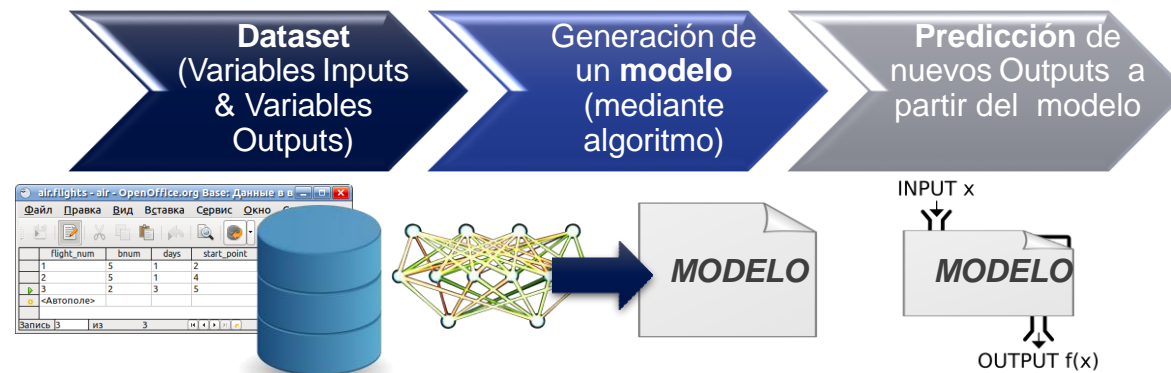 Dataset
(Variables Inputs
& Variables
Outputs)
Generación de
un modelo
(mediante
algoritmo)
Predicción de
nuevos Outputs a
partir del modelo
air.flights - air - OpenOffice.org Base: Данные в в
Файл Правка Вид Вставка Сервис Окно
flight_num bnum days start_point
1 5 1 2
2 5 1 4
3 2 3 5
<Автополе>
Запись 3 из 3
MODELO
INPUT x
MODELO
OUTPUT f(x)